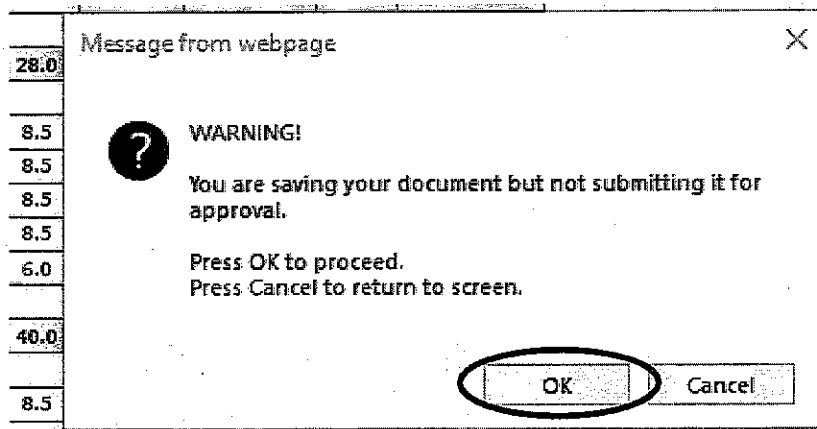 Message from webpage
28.0
8.5
8.5
8.5
8.5
6.0
40.0
8.5
?
WARNING!
You are saving your document but not submitting it for
approval.
Press OK to proceed.
Press Cancel to return to screen.
OK
Cancel